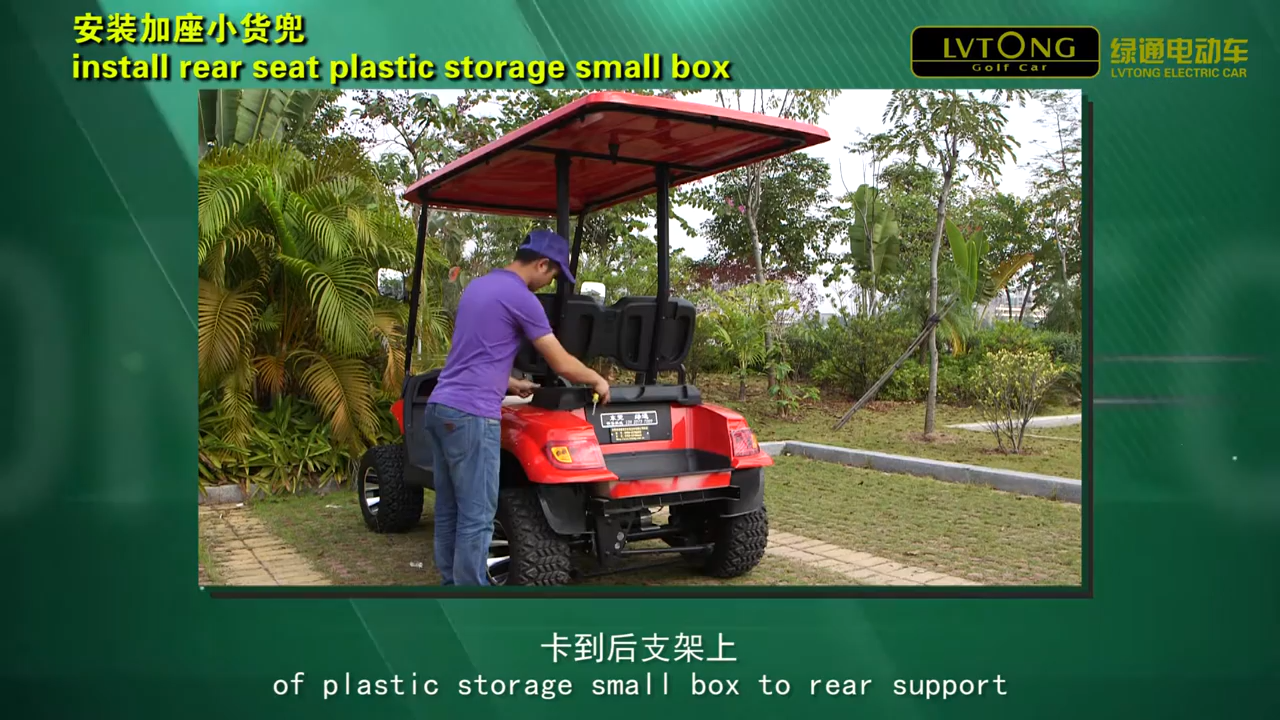 安装加座小货兜
install rear seat plastic storage small box
LVTONG
Golf Car
绿通电动车
LVTONG ELECTRIC CAR
卡到后支架上
of plastic storage small box to rear support